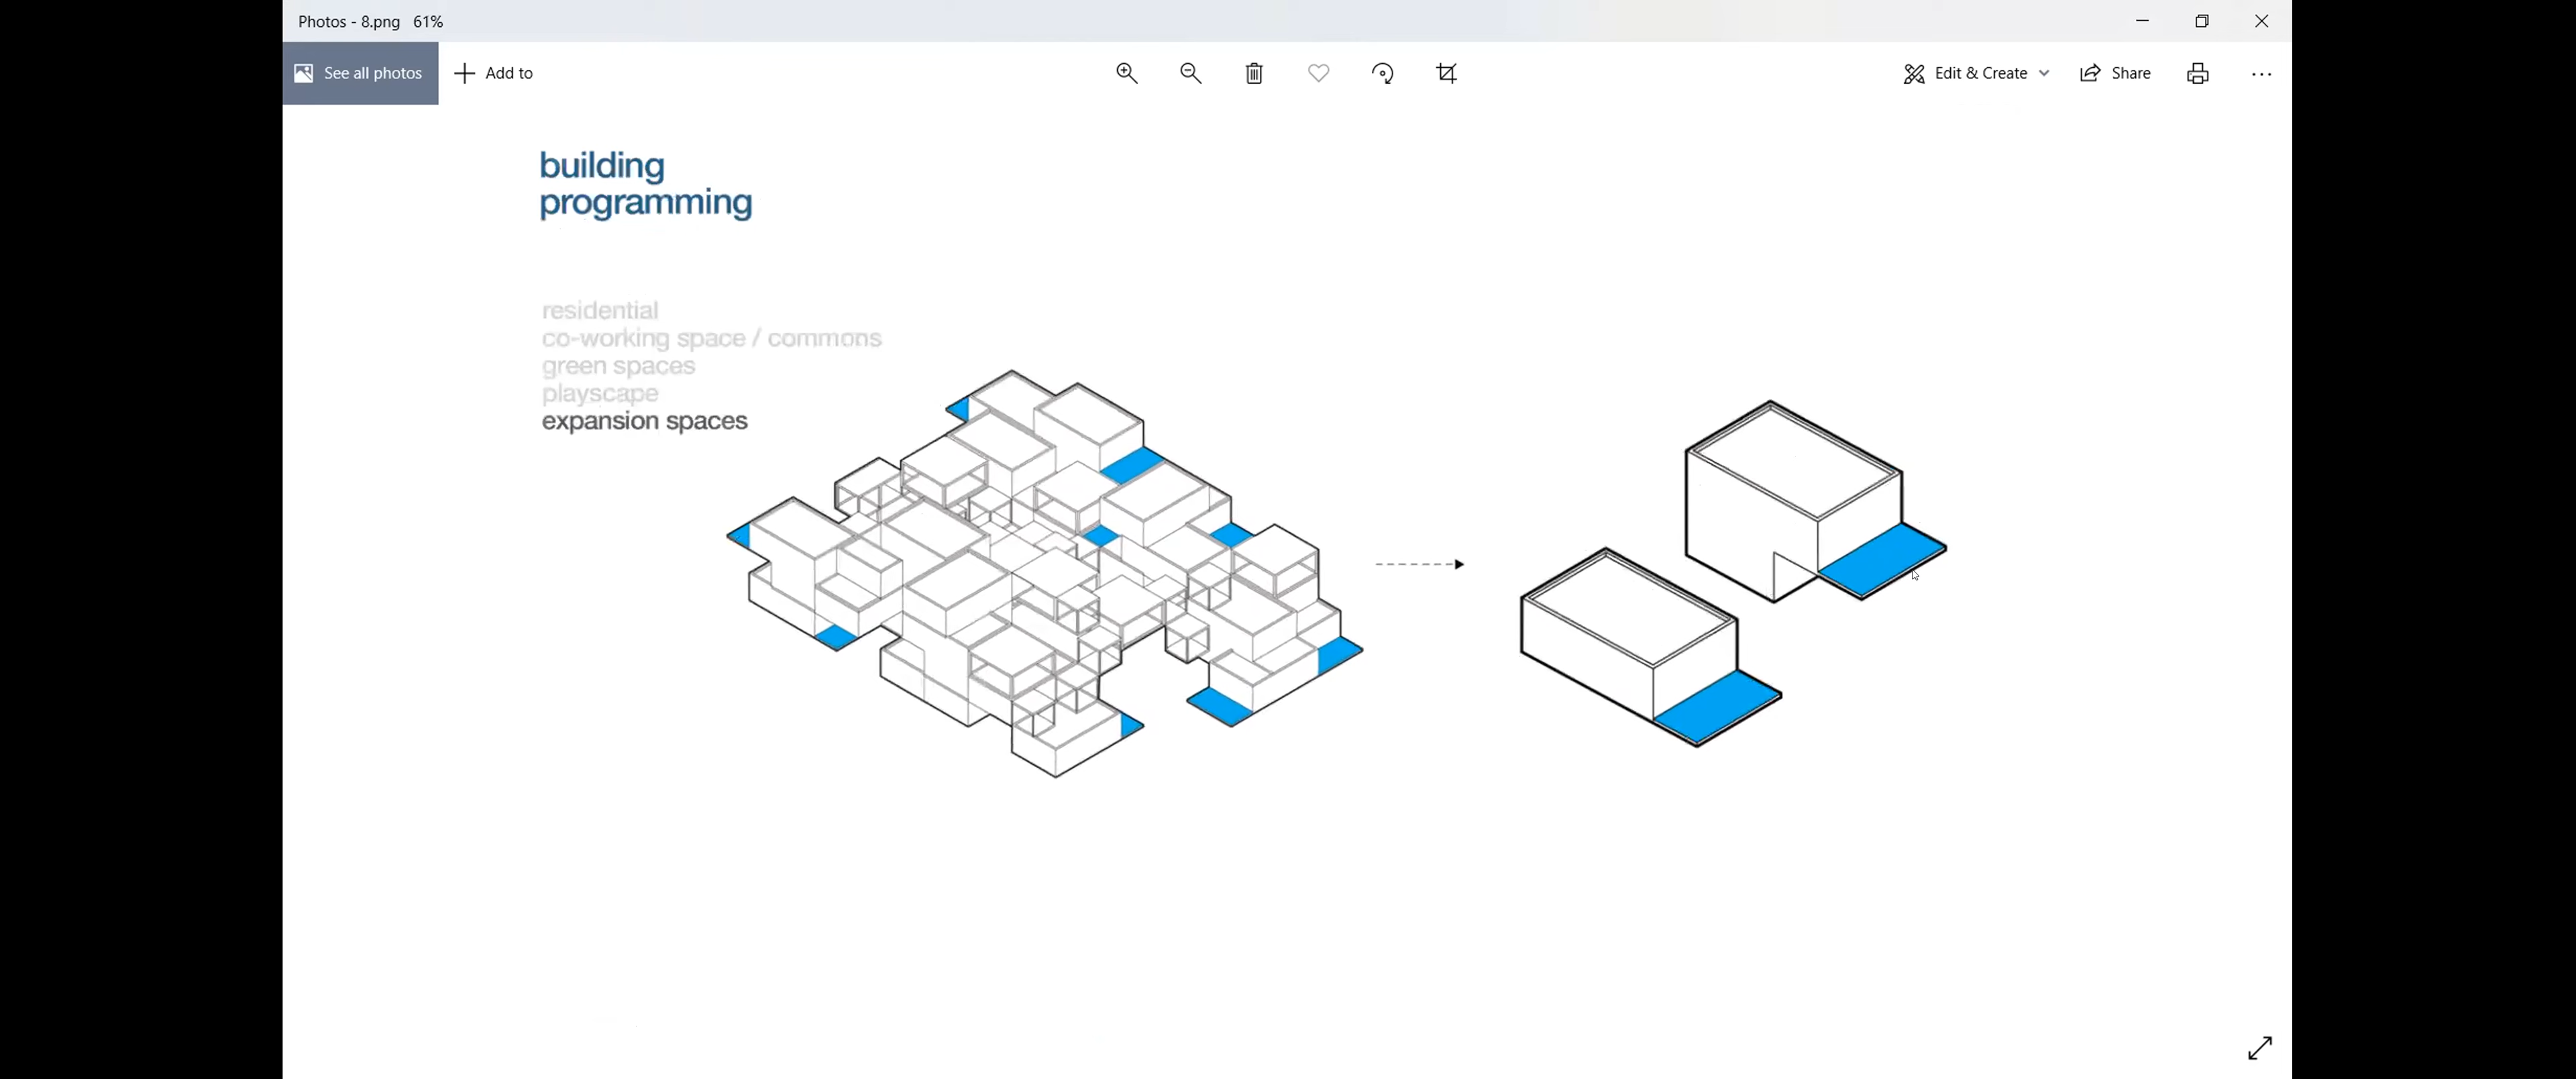 Photos - 8.png 61%
See all photos
Add to
Edit & Create
Share
building
programming
residential
co-working space / commons
green spaces
playscape
expansion spaces